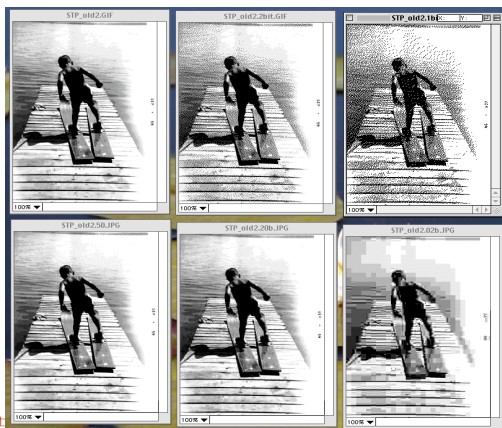 STP_old2.GIF
STP_old2.2bit.GIF
STP_old2.1bi
X:
Y:
100%
100%
100%
STP_old2.50.JPG
STP_old2.20b.JPG
STP_old2.02b.JPG
100%
100%
100%